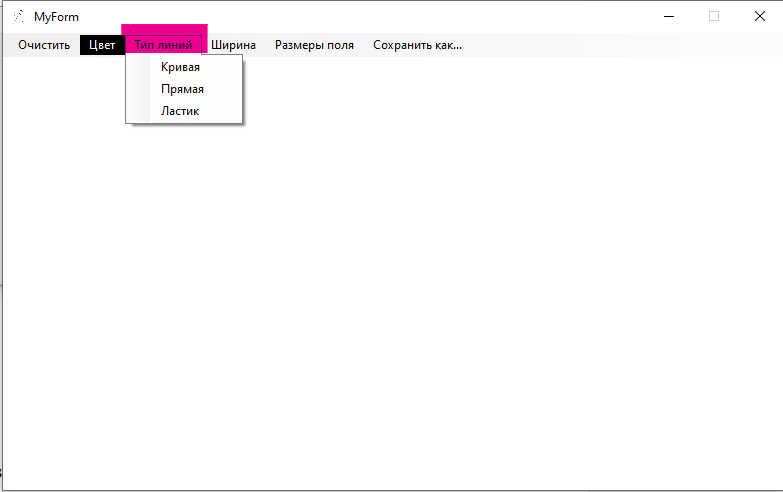 MyForm
Очистить Цвет Тип линий Ширина Размеры поля Сохранить как...
Кривая
Прямая
Ластик